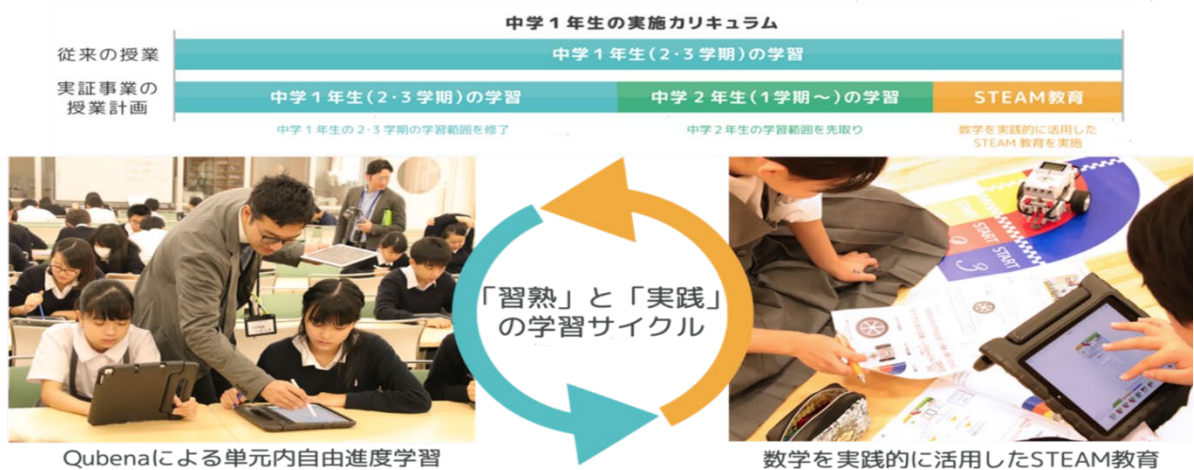 中学1年生の実施カリキュラム
従来の授業
中学1年生(2・3学期)の学習
実証事業の
授業計画
中学1年生(2・3学期)の学習
中学2年生(1学期～)の学習
STEAM教育
中学1年生の2・3学期の学習範囲を修了
中学2年生の学習範囲を先取り
数学を実践的に活用した
STEAM教育を実施
「習熟」と「実践」
の学習サイクル
START
START
Qubenaによる単元内自由進度学習
数学を実践的に活用したSTEAM教育